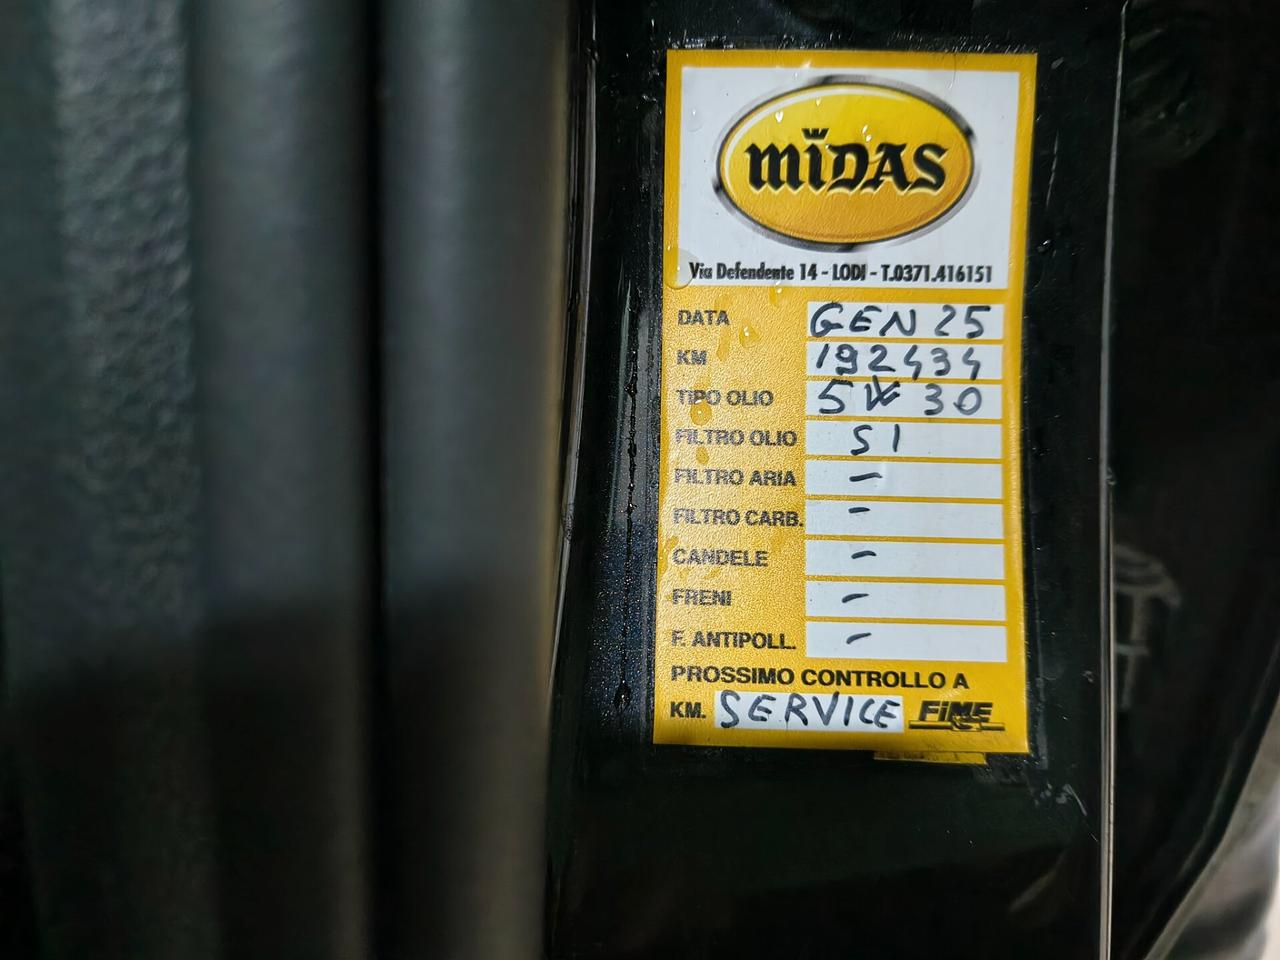 MIDAS
Via Defendente 14 - LODI - T.0371.416151
DATA GEN 25
KM 192434
TIPO OLIO 5W30
FILTRO OLIO SI
FILTRO ARIA -
FILTRO CARB. -
CANDELE -
FRENI -
F. ANTIPOLL. -
PROSSIMO CONTROLLO A
KM. SERVICE FiME